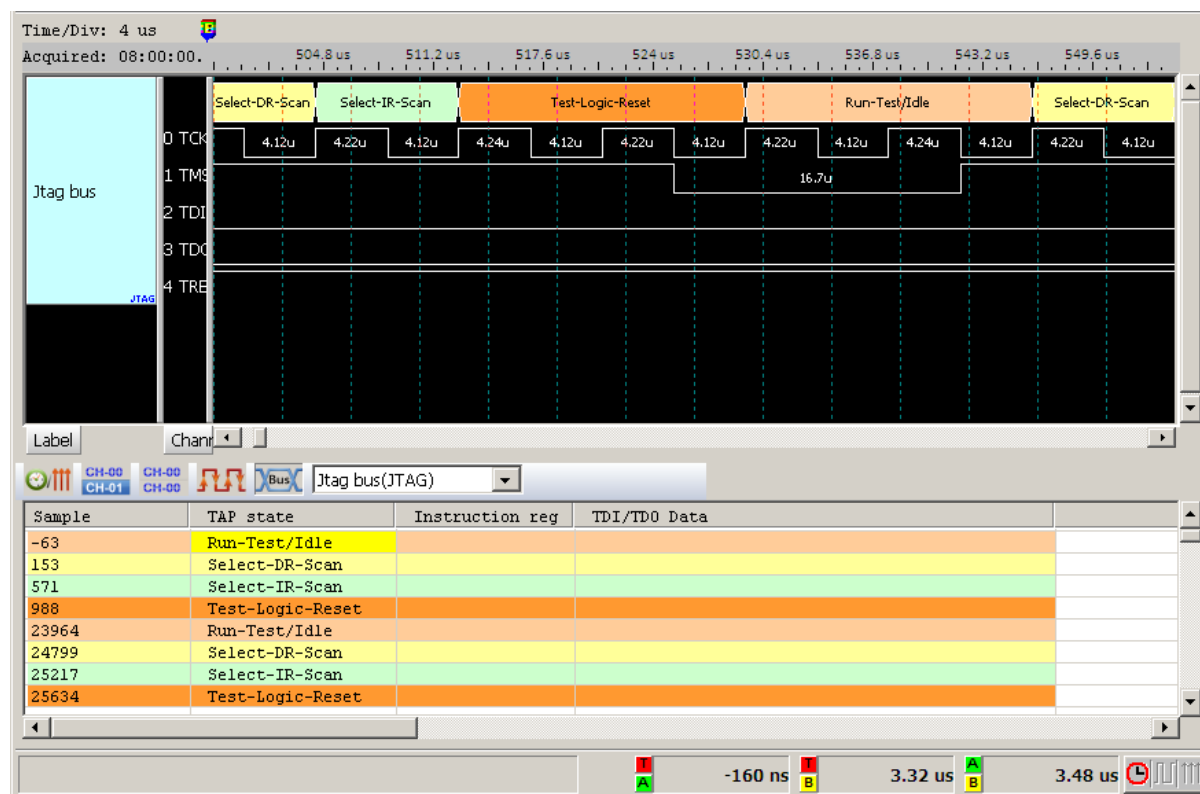 Time/Div: 4 us
Acquired: 08:00:00.
504.8 us 511.2 us 517.6 us 524 us 530.4 us 536.8 us 543.2 us 549.6 us
Select-DR-Scan Select-IR-Scan Test-Logic-Reset Run-Test/Idle Select-DR-Scan
0 TCK 4.12u 4.22u 4.12u 4.24u 4.12u 4.22u 4.12u 4.22u 4.12u 4.24u 4.12u 4.22u 4.12u
1 TMS 16.7u
Jtag bus
2 TDI
3 TDO
4 TRE
JTAG
Label Chann
CH-00 CH-01 CH-00 CH-00 Bus Jtag bus(JTAG)
Sample TAP state Instruction reg TDI/TDO Data
-63 Run-Test/Idle
153 Select-DR-Scan
571 Select-IR-Scan
988 Test-Logic-Reset
23964 Run-Test/Idle
24799 Select-DR-Scan
25217 Select-IR-Scan
25634 Test-Logic-Reset
T A -160 ns T B 3.32 us A B 3.48 us